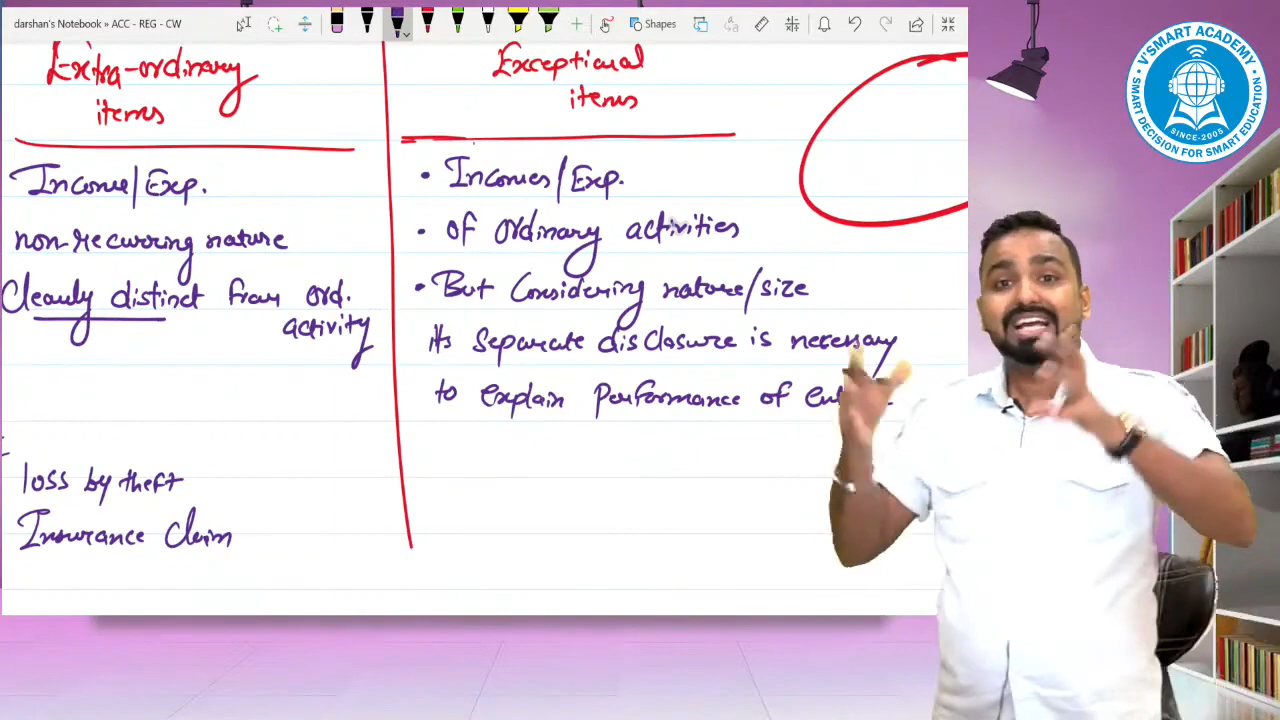 darshan's Notebook » ACC - REG - CW
Shapes
Extra-ordinary
items
Income/Exp.
non-recurring nature
Clearly distinct from ord.
activity
loss by theft
Insurance Claim
Exceptional
items
• Incomes/Exp.
• of ordinary activities
• But Considering nature/size
its separate disclosure is necessary
to explain performance of
V'SMART ACADEMY
SMART DECISION FOR SMART EDUCATION
SINCE-2005